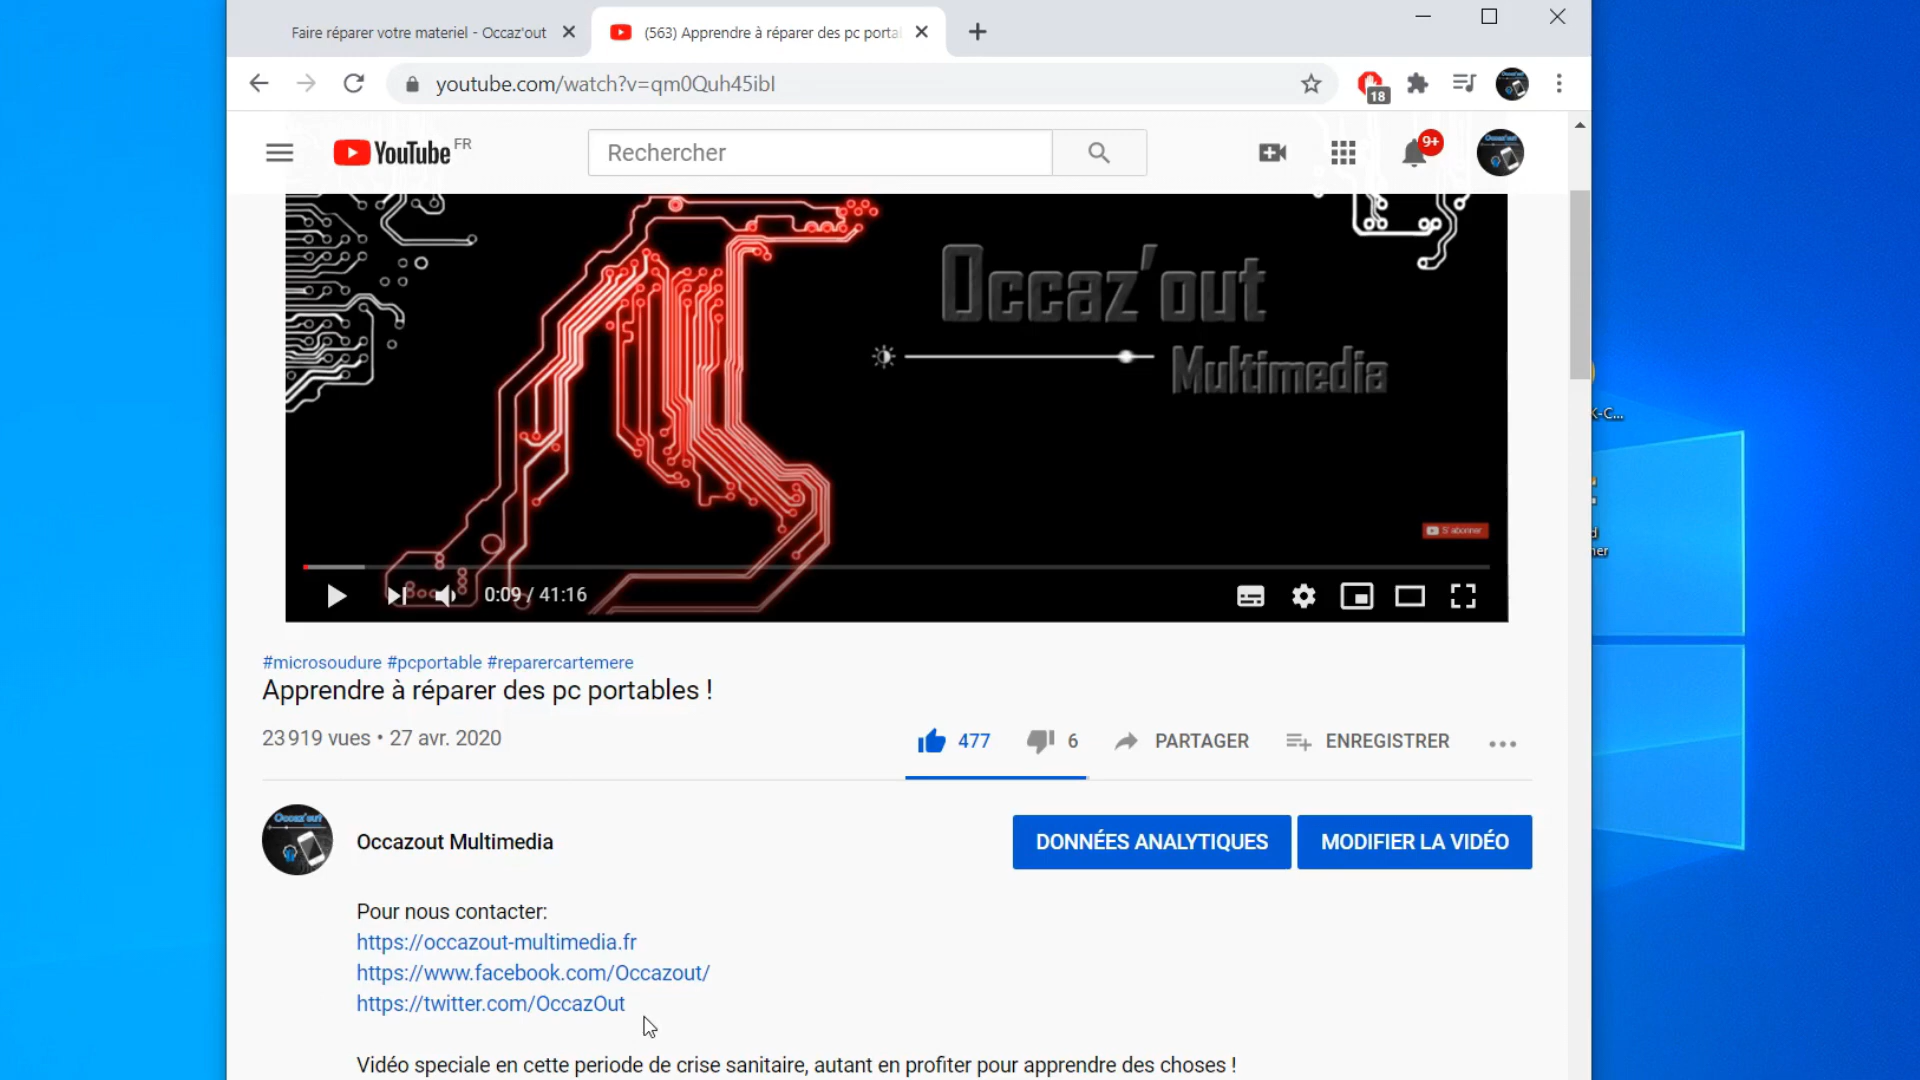 Faire réparer votre materiel - Occaz'out
(563) Apprendre à réparer des pc porta
youtube.com/watch?v=qm0Quh45ibI
18
YouTube FR
Rechercher
9+
Occaz'out
Multimedia
S'abonner
0:09 / 41:16
#microsoudure #pcportable #reparercartemere
Apprendre à réparer des pc portables !
23 919 vues • 27 avr. 2020
477
6
PARTAGER
ENREGISTRER
Occaz'out
Occazout Multimedia
DONNÉES ANALYTIQUES
MODIFIER LA VIDÉO
Pour nous contacter:
https://occazout-multimedia.fr
https://www.facebook.com/Occazout/
https://twitter.com/OccazOut
Vidéo speciale en cette periode de crise sanitaire, autant en profiter pour apprendre des choses !